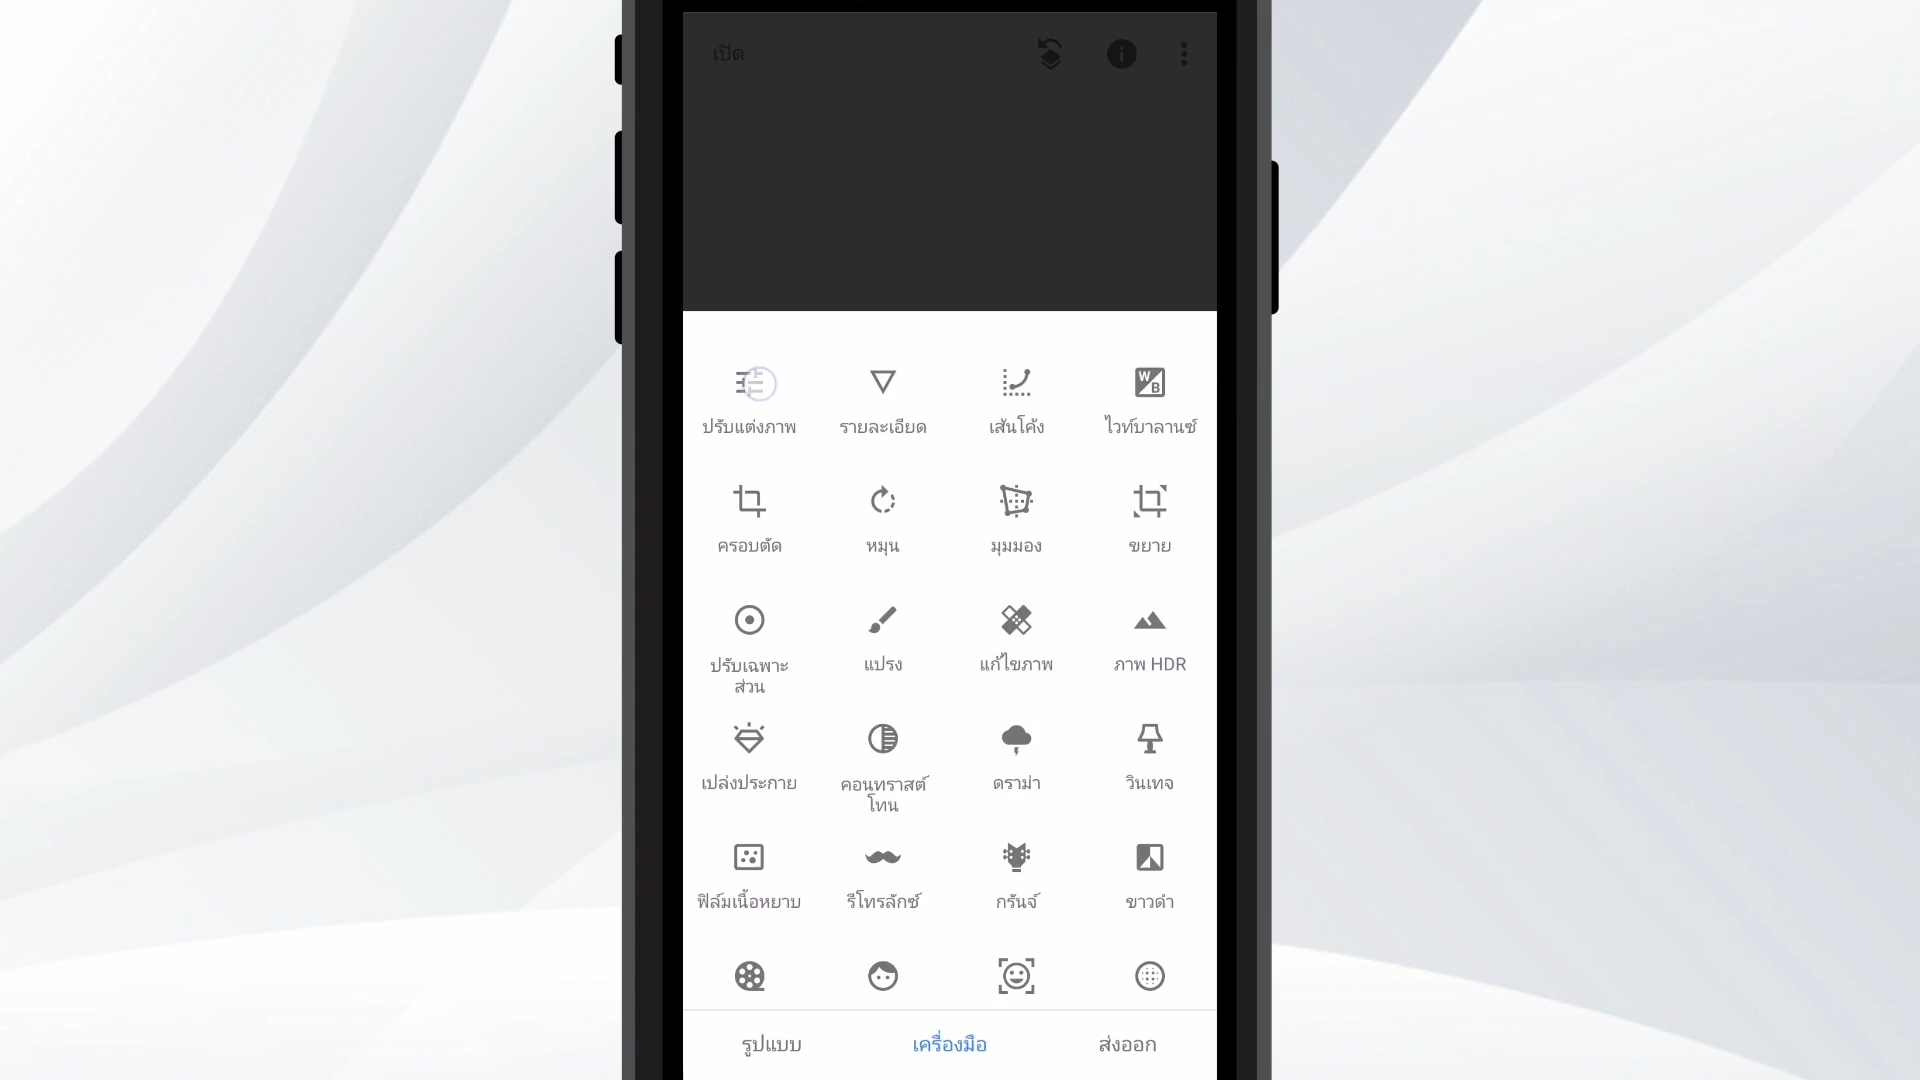 เปิด
ปรับแต่งภาพ
รายละเอียด
เส้นโค้ง
WB
ไวท์บาลานซ์
ครอบตัด
หมุน
มุมมอง
ขยาย
ปรับเฉพาะ
ส่วน
แปรง
แก้ไขภาพ
ภาพ HDR
เปล่งประกาย
คอนทราสต์
โทน
ดราม่า
วินเทจ
ฟิล์มเนื้อหยาบ
รีโทรลักซ์
กรันจ์
ขาวดำ
รูปแบบ
เครื่องมือ
ส่งออก